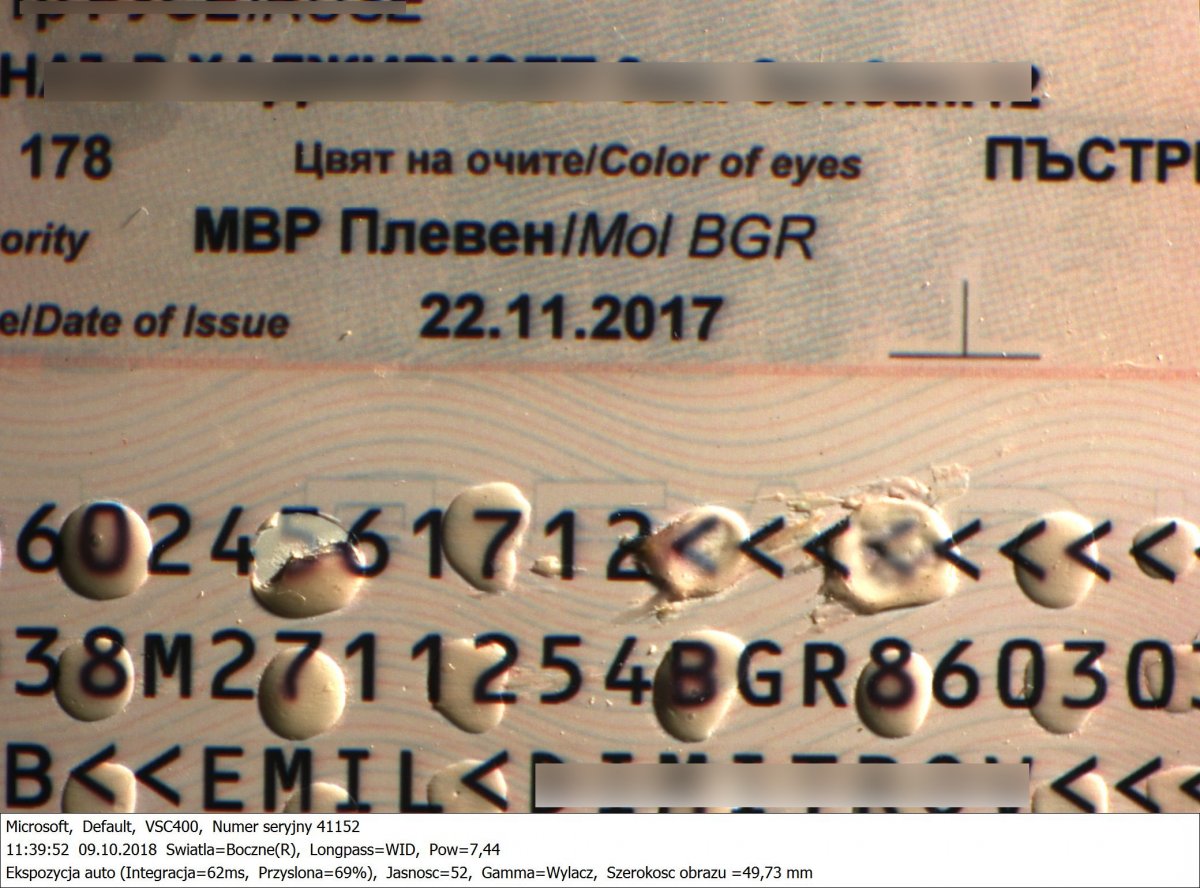 178 Цвят на очите/Color of eyes ПЪСТР
ority МВР Плевен/MoI BGR
e/Date of Issue 22.11.2017
6024 61712<<<<<<<<
38M2711254BGR86030
B<<EMIL< <<
Microsoft, Default, VSC400, Numer seryjny 41152
11:39:52 09.10.2018 Swiatla=Boczne(R), Longpass=WID, Pow=7,44
Ekspozycja auto (Integracja=62ms, Przyslona=69%), Jasnosc=52, Gamma=Wylacz, Szerokosc obrazu =49,73 mm